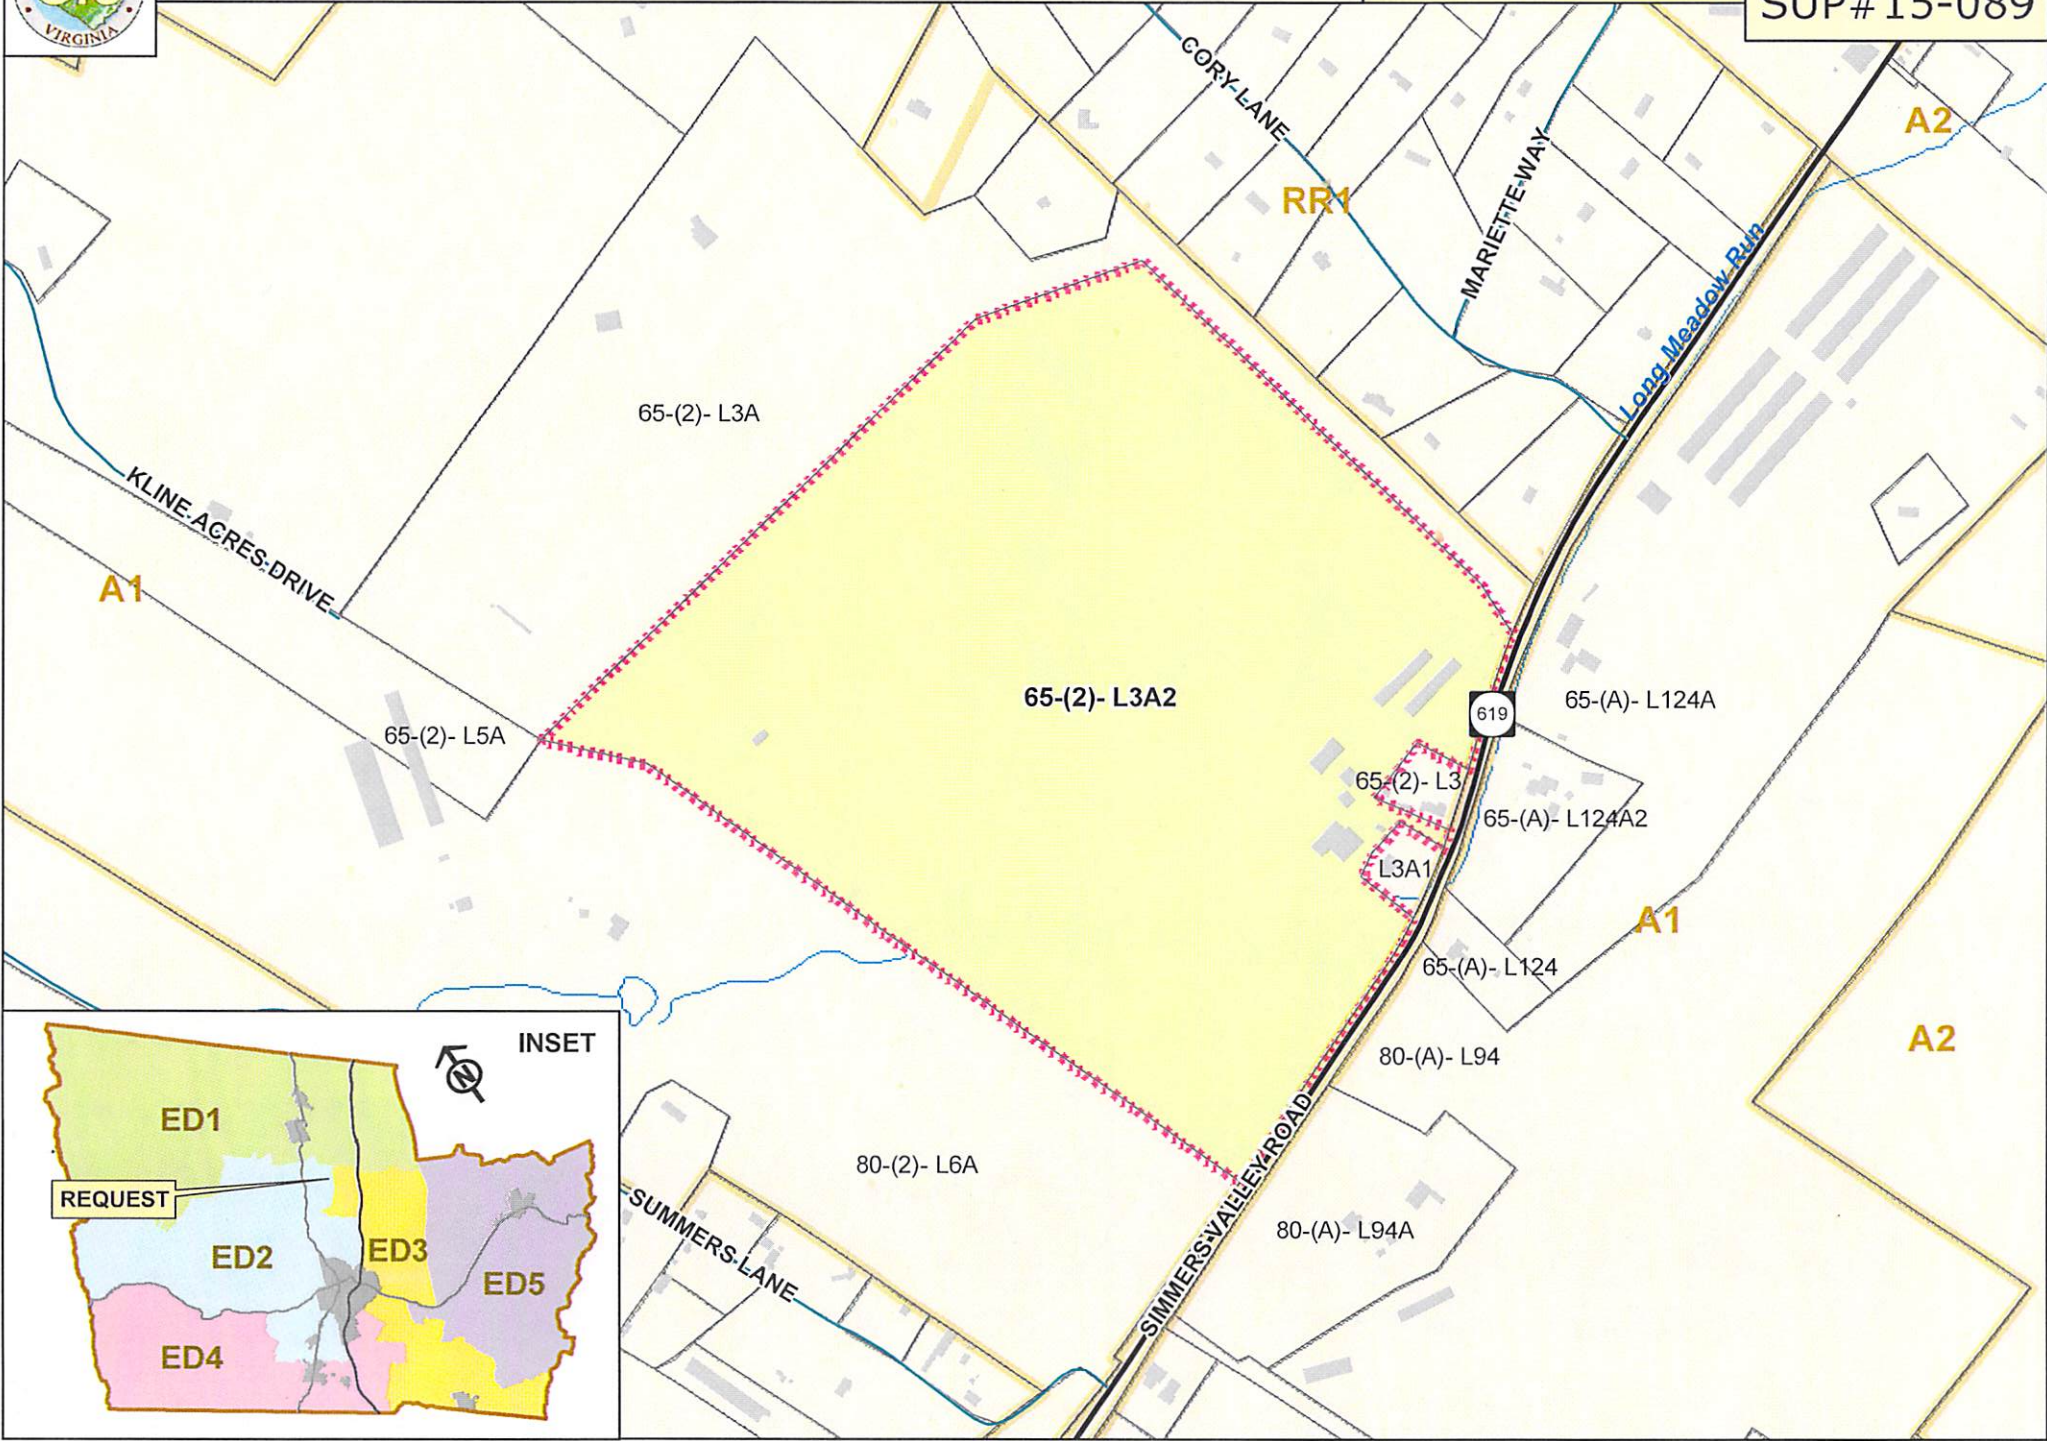 VIRGINIA
SUP#15-089
CORY LANE
A2
MARIETTE WAY
RR1
Long Meadow Run
65-(2)- L3A
KLINE ACRES DRIVE
A1
65-(2)- L3A2
65-(A)- L124A
619
65-(2)- L5A
65-(2)- L3
65-(A)- L124A2
L3A1
A1
65-(A)- L124
A2
80-(A)- L94
80-(2)- L6A
SUMMERS LANE
SIMMERS VALLEY ROAD
80-(A)- L94A
INSET
N
ED1
REQUEST
ED2
ED3
ED5
ED4